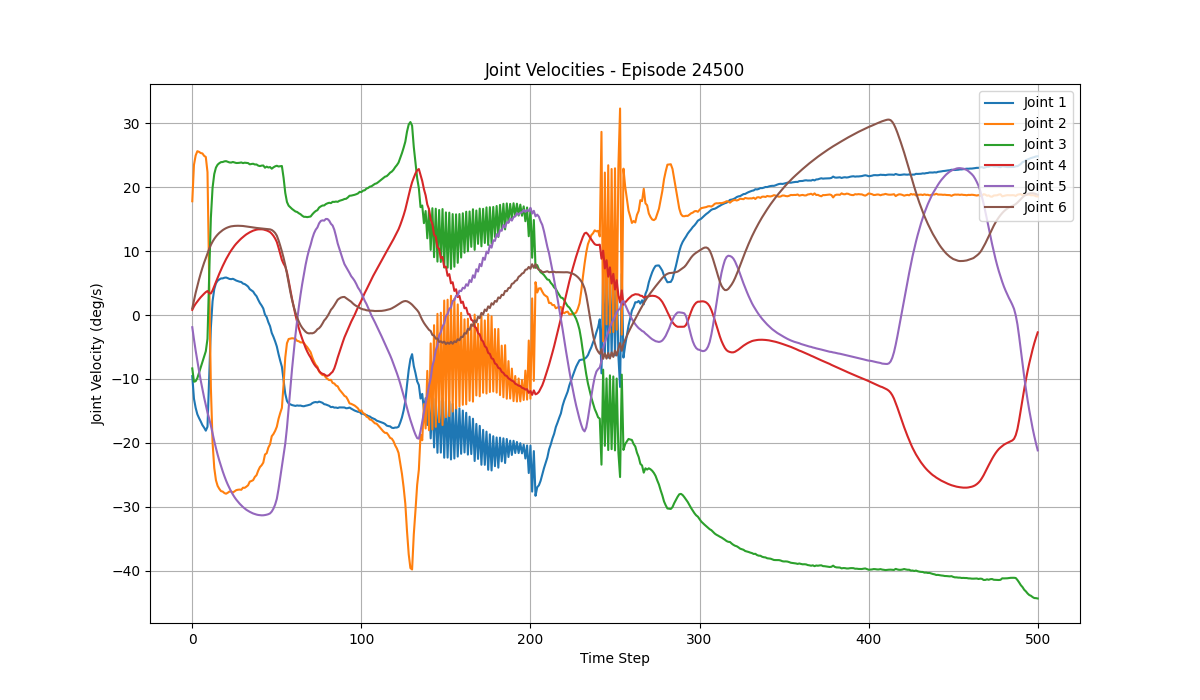 Joint Velocities - Episode 24500
Joint Velocity (deg/s)
30
20
10
0
−10
−20
−30
−40
0
100
200
300
400
500
Time Step
Joint 1
Joint 2
Joint 3
Joint 4
Joint 5
Joint 6